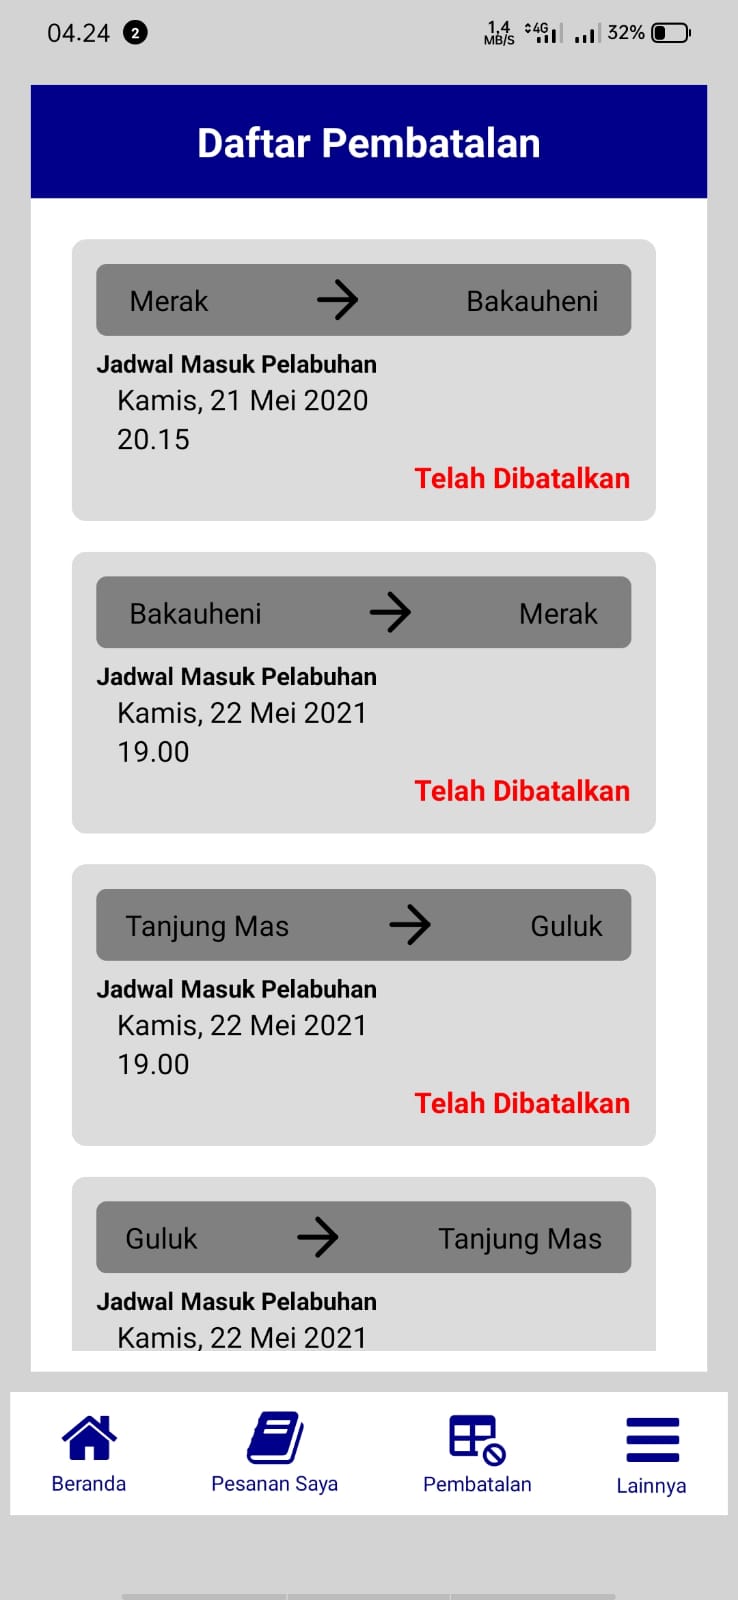 04.24 2 1,4 MB/S 4G 32%
Daftar Pembatalan
Merak Bakauheni
Jadwal Masuk Pelabuhan
Kamis, 21 Mei 2020
20.15
Telah Dibatalkan
Bakauheni Merak
Jadwal Masuk Pelabuhan
Kamis, 22 Mei 2021
19.00
Telah Dibatalkan
Tanjung Mas Guluk
Jadwal Masuk Pelabuhan
Kamis, 22 Mei 2021
19.00
Telah Dibatalkan
Guluk Tanjung Mas
Jadwal Masuk Pelabuhan
Kamis, 22 Mei 2021
Beranda Pesanan Saya Pembatalan Lainnya